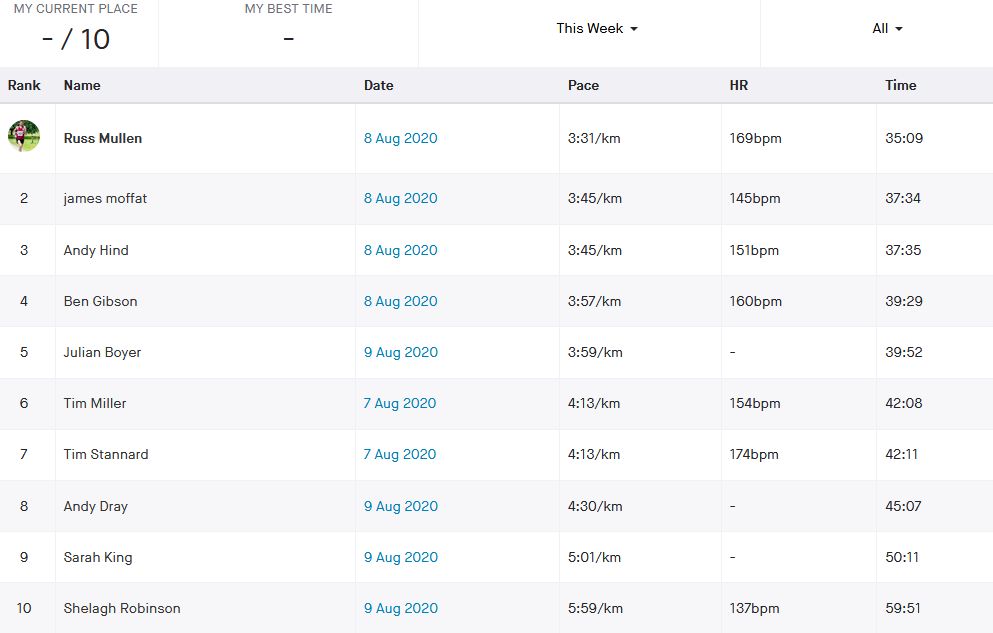 MY CURRENT PLACE
- / 10
MY BEST TIME
-
This Week
All
Rank Name Date Pace HR Time
Russ Mullen 8 Aug 2020 3:31/km 169bpm 35:09
2 james moffat 8 Aug 2020 3:45/km 145bpm 37:34
3 Andy Hind 8 Aug 2020 3:45/km 151bpm 37:35
4 Ben Gibson 8 Aug 2020 3:57/km 160bpm 39:29
5 Julian Boyer 9 Aug 2020 3:59/km - 39:52
6 Tim Miller 7 Aug 2020 4:13/km 154bpm 42:08
7 Tim Stannard 7 Aug 2020 4:13/km 174bpm 42:11
8 Andy Dray 9 Aug 2020 4:30/km - 45:07
9 Sarah King 9 Aug 2020 5:01/km - 50:11
10 Shelagh Robinson 9 Aug 2020 5:59/km 137bpm 59:51